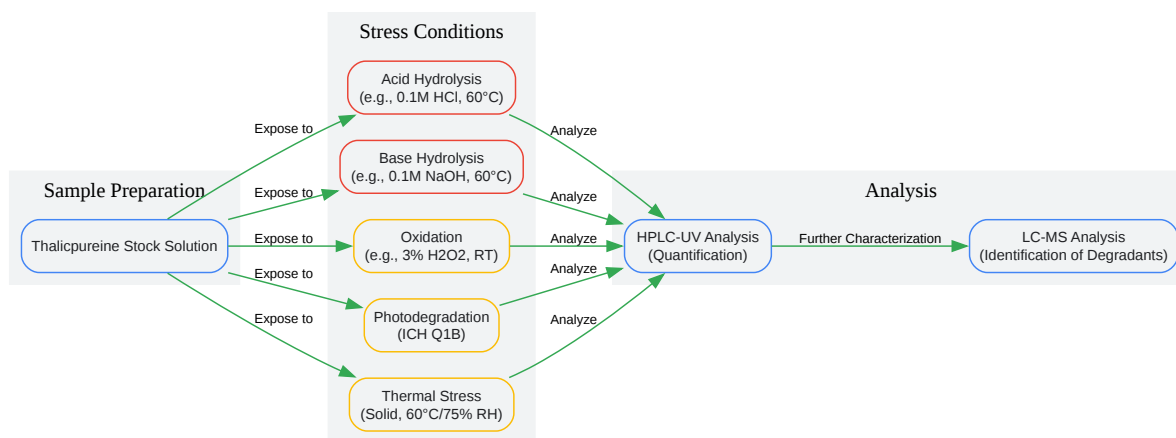 Stress Conditions
Acid Hydrolysis
(e.g., 0.1M HCl, 60°C)
Expose to
Analyze
Base Hydrolysis
(e.g., 0.1M NaOH, 60°C)
Sample Preparation
Analysis
Expose to
Analyze
Thalicpureine Stock Solution
Expose to
Oxidation
(e.g., 3% H2O2, RT)
Analyze
HPLC-UV Analysis
(Quantification)
Further Characterization
LC-MS Analysis
(Identification of Degradants)
Expose to
Analyze
Photodegradation
(ICH Q1B)
Expose to
Analyze
Thermal Stress
(Solid, 60°C/75% RH)